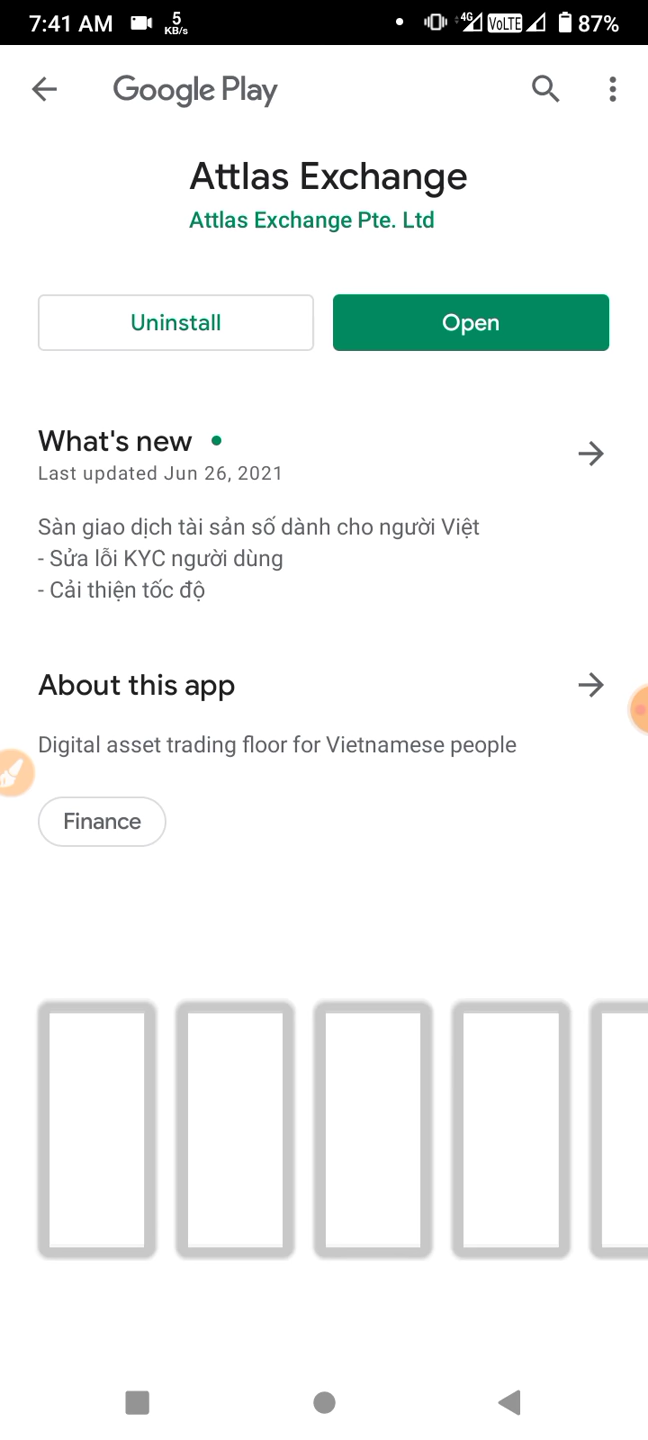 7:41 AM 5 KB/s 4G VoLTE 87%
Google Play
Attlas Exchange
Attlas Exchange Pte. Ltd
Uninstall Open
What's new
Last updated Jun 26, 2021
Sàn giao dịch tài sản số dành cho người Việt
- Sửa lỗi KYC người dùng
- Cải thiện tốc độ
About this app
Digital asset trading floor for Vietnamese people
Finance